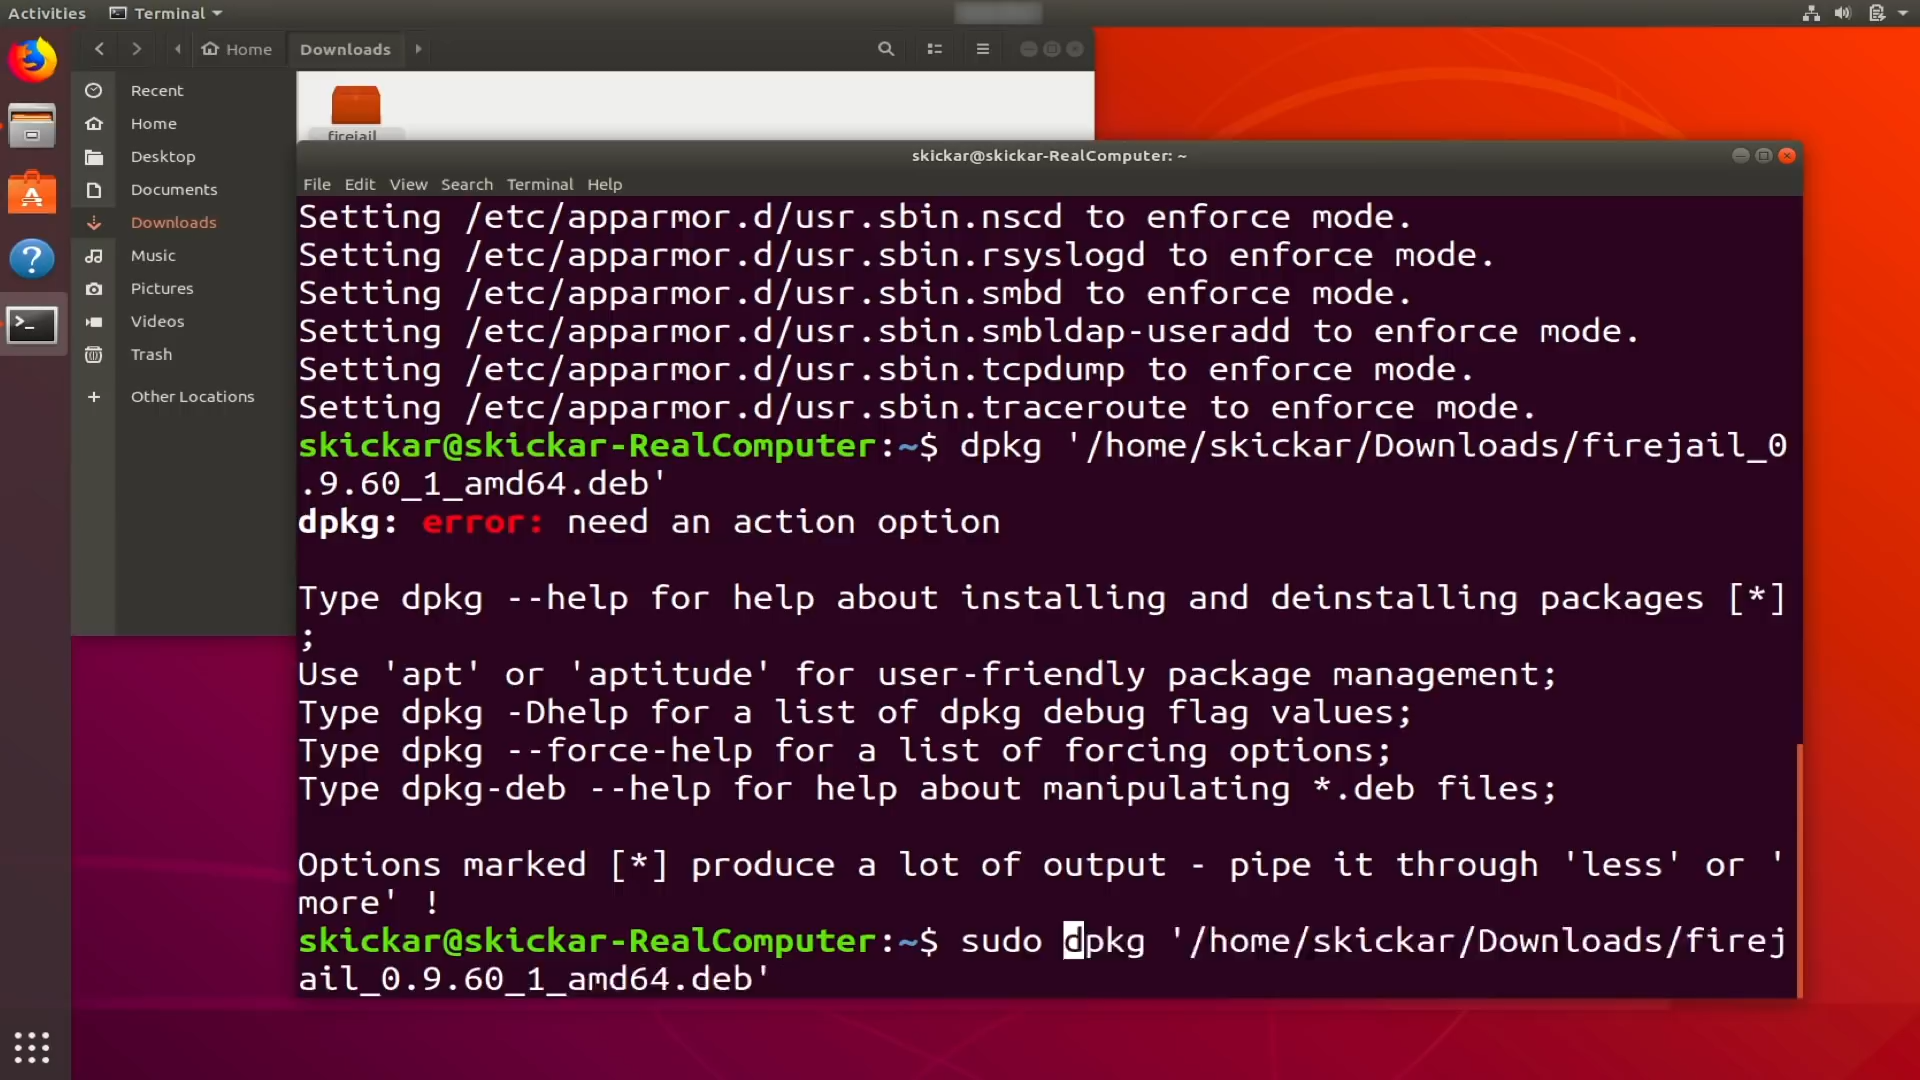 Activities Terminal
Home Downloads
Recent
Home
Desktop
Documents
Downloads
Music
Pictures
Videos
Trash
Other Locations
firejail
skickar@skickar-RealComputer: ~
File Edit View Search Terminal Help
Setting /etc/apparmor.d/usr.sbin.nscd to enforce mode.
Setting /etc/apparmor.d/usr.sbin.rsyslogd to enforce mode.
Setting /etc/apparmor.d/usr.sbin.smbd to enforce mode.
Setting /etc/apparmor.d/usr.sbin.smbldap-useradd to enforce mode.
Setting /etc/apparmor.d/usr.sbin.tcpdump to enforce mode.
Setting /etc/apparmor.d/usr.sbin.traceroute to enforce mode.
skickar@skickar-RealComputer:~$ dpkg '/home/skickar/Downloads/firejail_0
.9.60_1_amd64.deb'
dpkg: error: need an action option
Type dpkg --help for help about installing and deinstalling packages [*]
;
Use 'apt' or 'aptitude' for user-friendly package management;
Type dpkg -Dhelp for a list of dpkg debug flag values;
Type dpkg --force-help for a list of forcing options;
Type dpkg-deb --help for help about manipulating *.deb files;
Options marked [*] produce a lot of output - pipe it through 'less' or '
more' !
skickar@skickar-RealComputer:~$ sudo dpkg '/home/skickar/Downloads/firej
ail_0.9.60_1_amd64.deb'